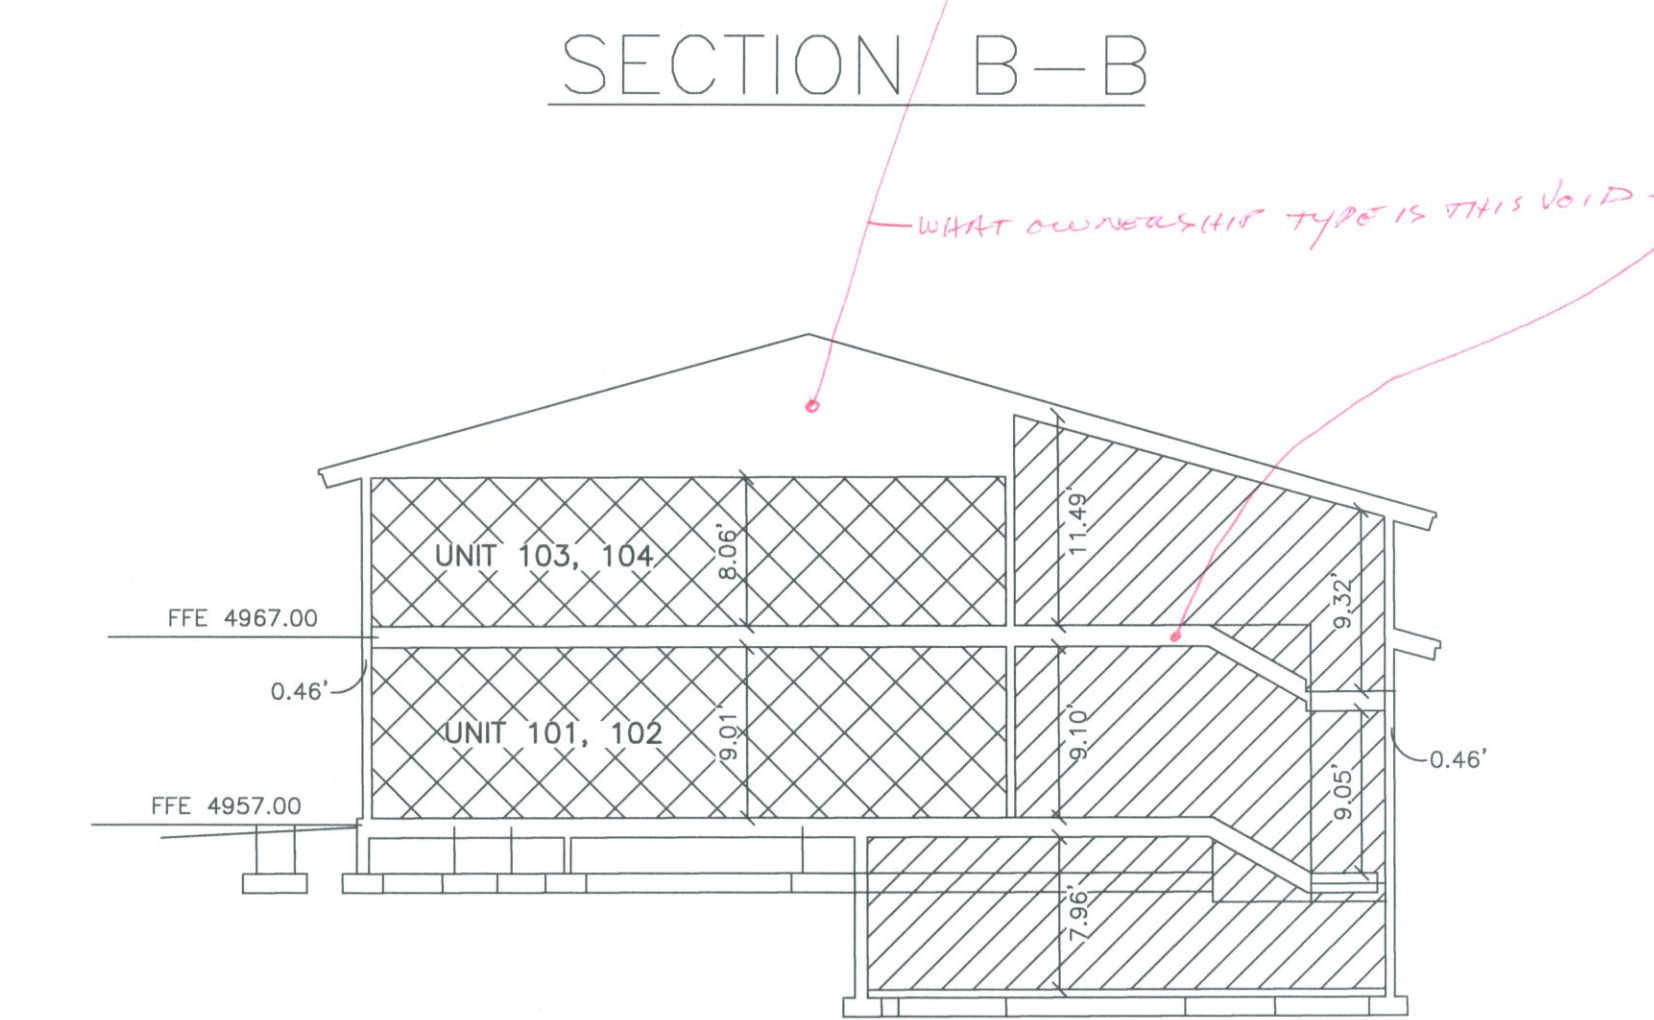 SECTION B-B
WHAT OWNERSHIP TYPE IS THIS VOID
UNIT 103, 104
8.06'
11.49'
9.32'
FFE 4967.00
0.46'
UNIT 101, 102
9.01'
9.10'
9.05'
0.46'
FFE 4957.00
7.96'